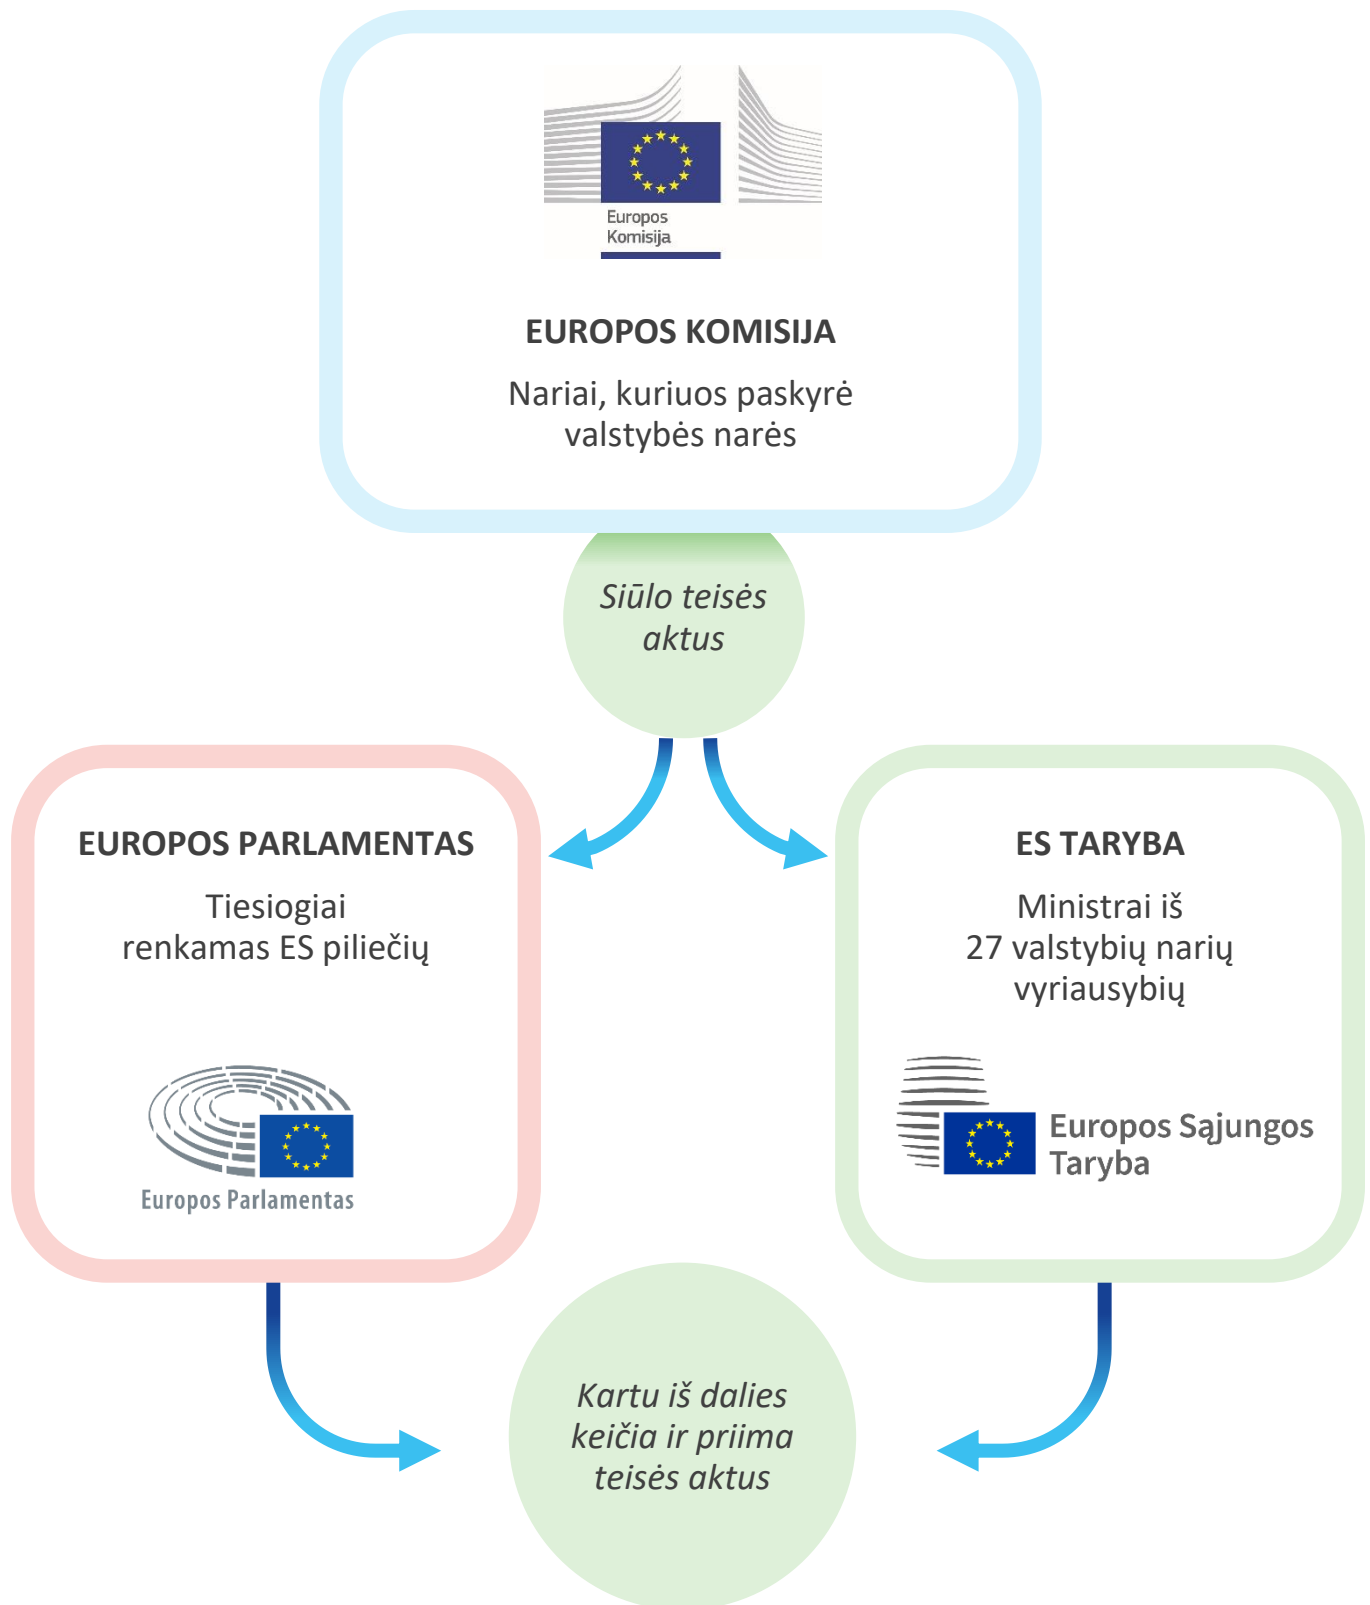 Europos
Komisija
EUROPOS KOMISIJA
Nariai, kuriuos paskyrė
valstybės narės
Siūlo teisės
aktus
EUROPOS PARLAMENTAS
Tiesiogiai
renkamas ES piliečių
Europos Parlamentas
ES TARYBA
Ministrai iš
27 valstybių narių
vyriausybių
Europos Sąjungos
Taryba
Kartu iš dalies
keičia ir priima
teisės aktus